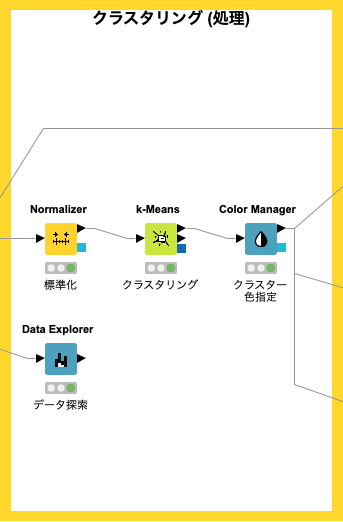 クラスタリング (処理)
Normalizer
k-Means
Color Manager
標準化
クラスタリング
クラスター
色指定
Data Explorer
データ探索